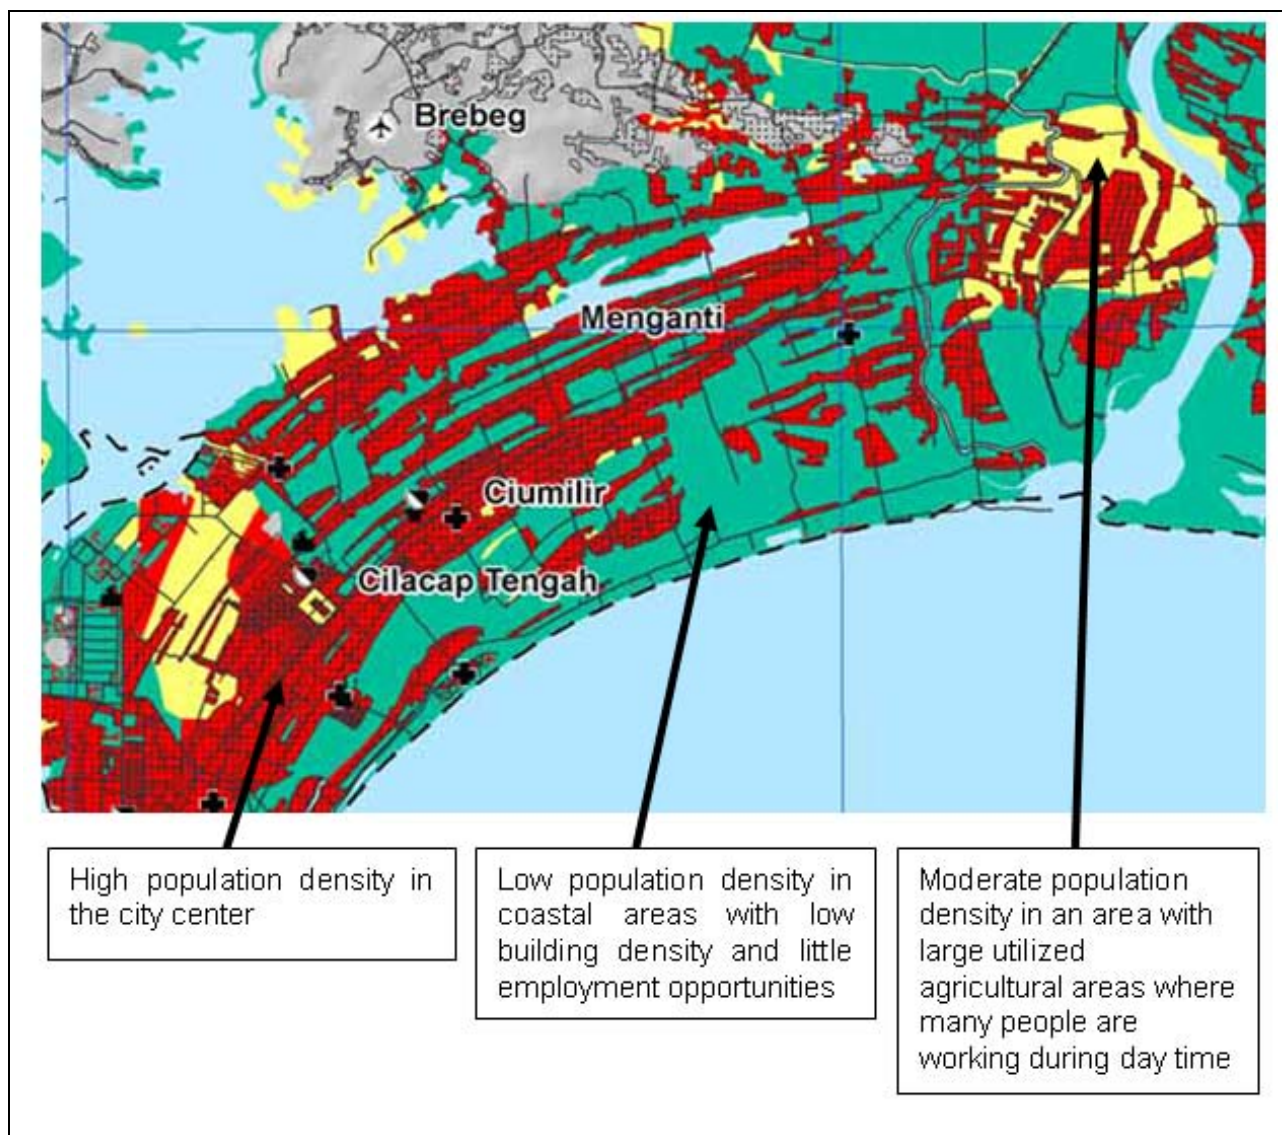 Brebeg
Menganti
Ciumilir
Cilacap Tengah
High population density in
the city center
Low population density in
coastal areas with low
building density and little
employment opportunities
Moderate population
density in an area with
large utilized
agricultural areas where
many people are
working during day time